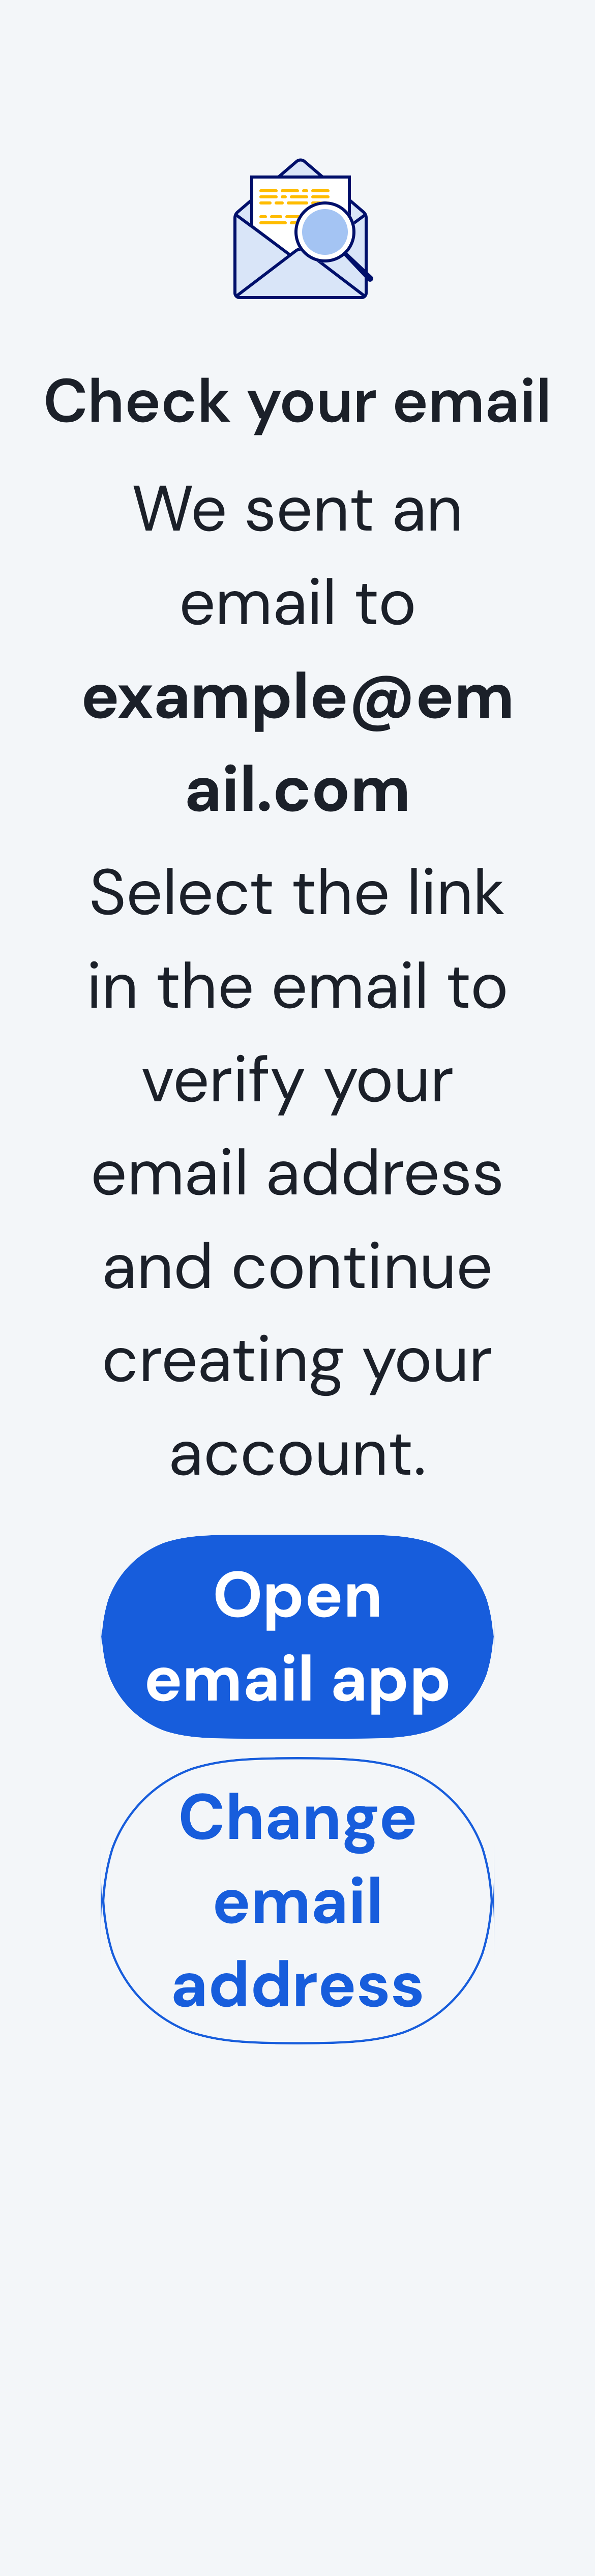 Check your email
We sent an
email to
example@em
ail.com
Select the link
in the email to
verify your
email address
and continue
creating your
account.
Open
email app
Change
email
address